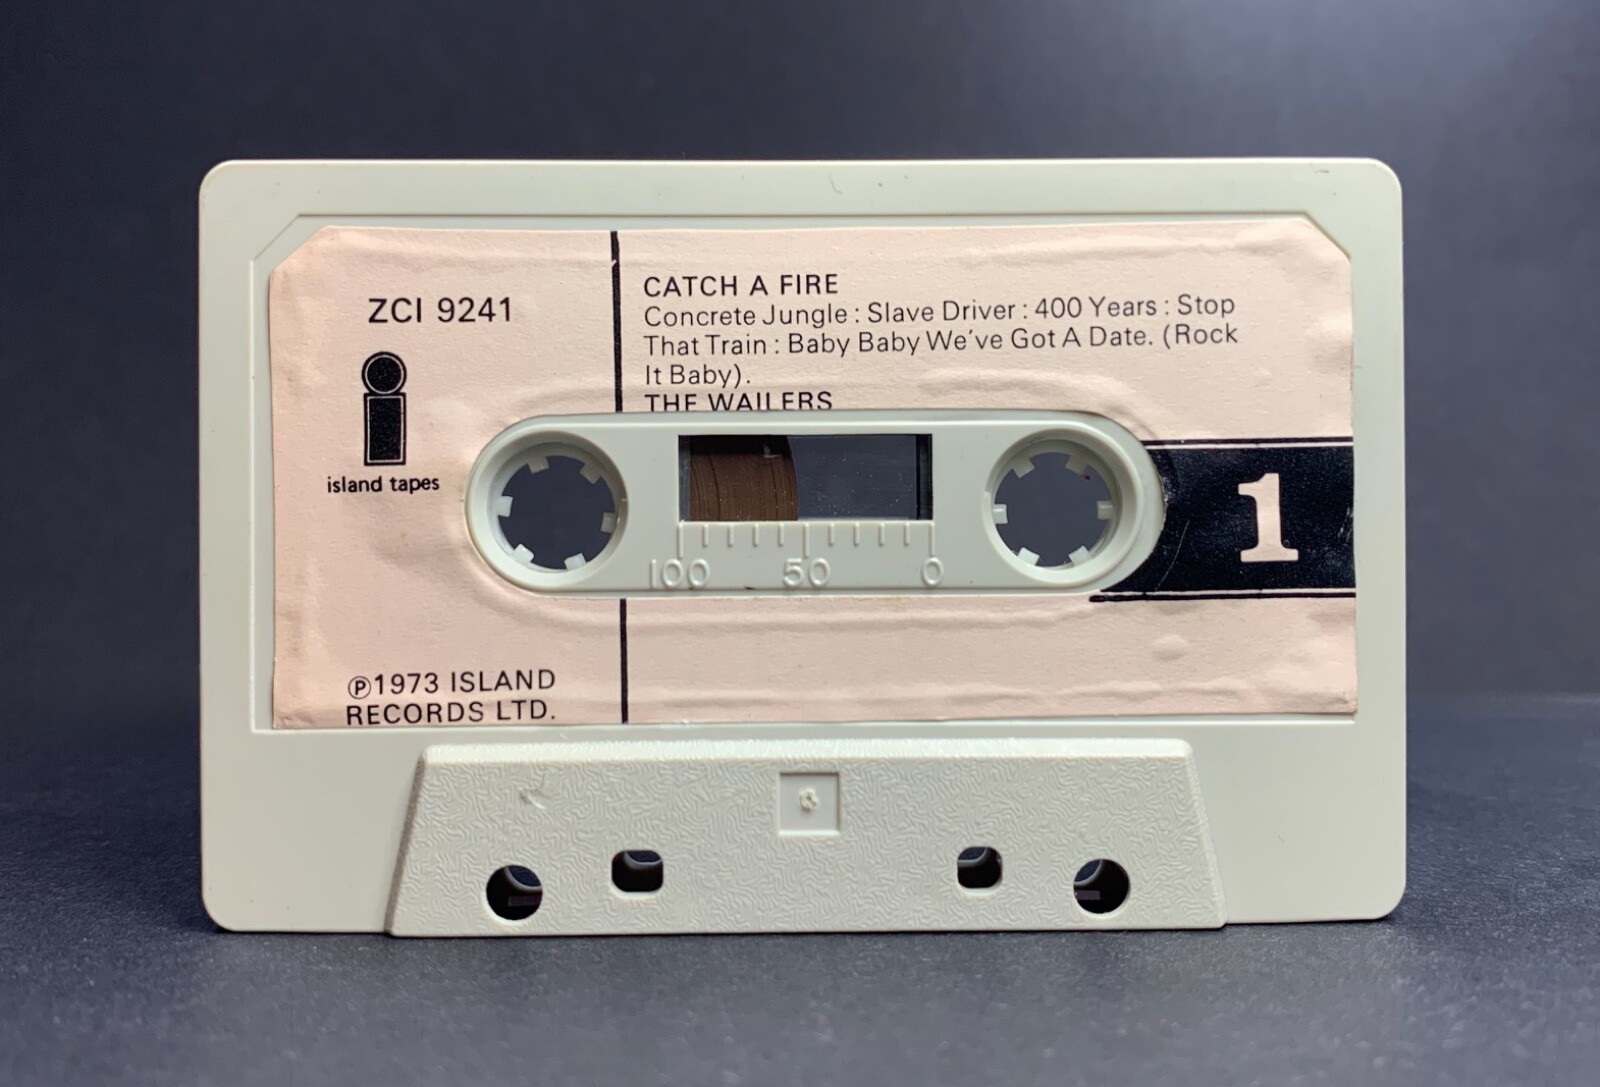 ZCI 9241
i
island tapes
℗1973 ISLAND
RECORDS LTD.
CATCH A FIRE
Concrete Jungle : Slave Driver : 400 Years : Stop
That Train : Baby Baby We've Got A Date. (Rock
It Baby).
THE WAILERS
100 50 0
1